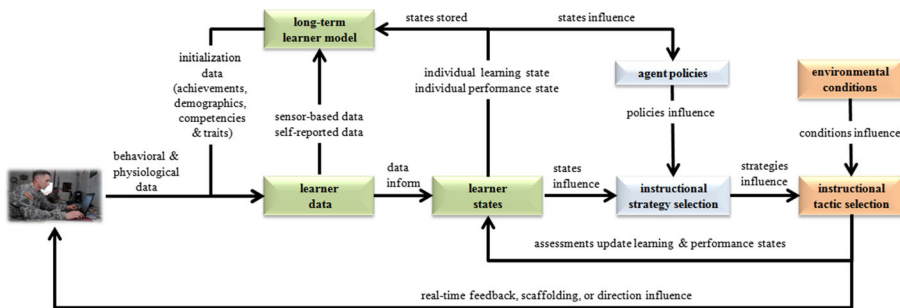 long-term
learner model
states stored
states influence
initialization
data
(achievements,
demographics,
competencies
& traits)
individual learning state
individual performance state
agent policies
environmental
conditions
sensor-based data
self-reported data
policies influence
conditions influence
behavioral &
physiological
data
learner
data
data
inform
learner
states
states
influence
instructional
strategy selection
strategies
influence
instructional
tactic selection
assessments update learning & performance states
real-time feedback, scaffolding, or direction influence